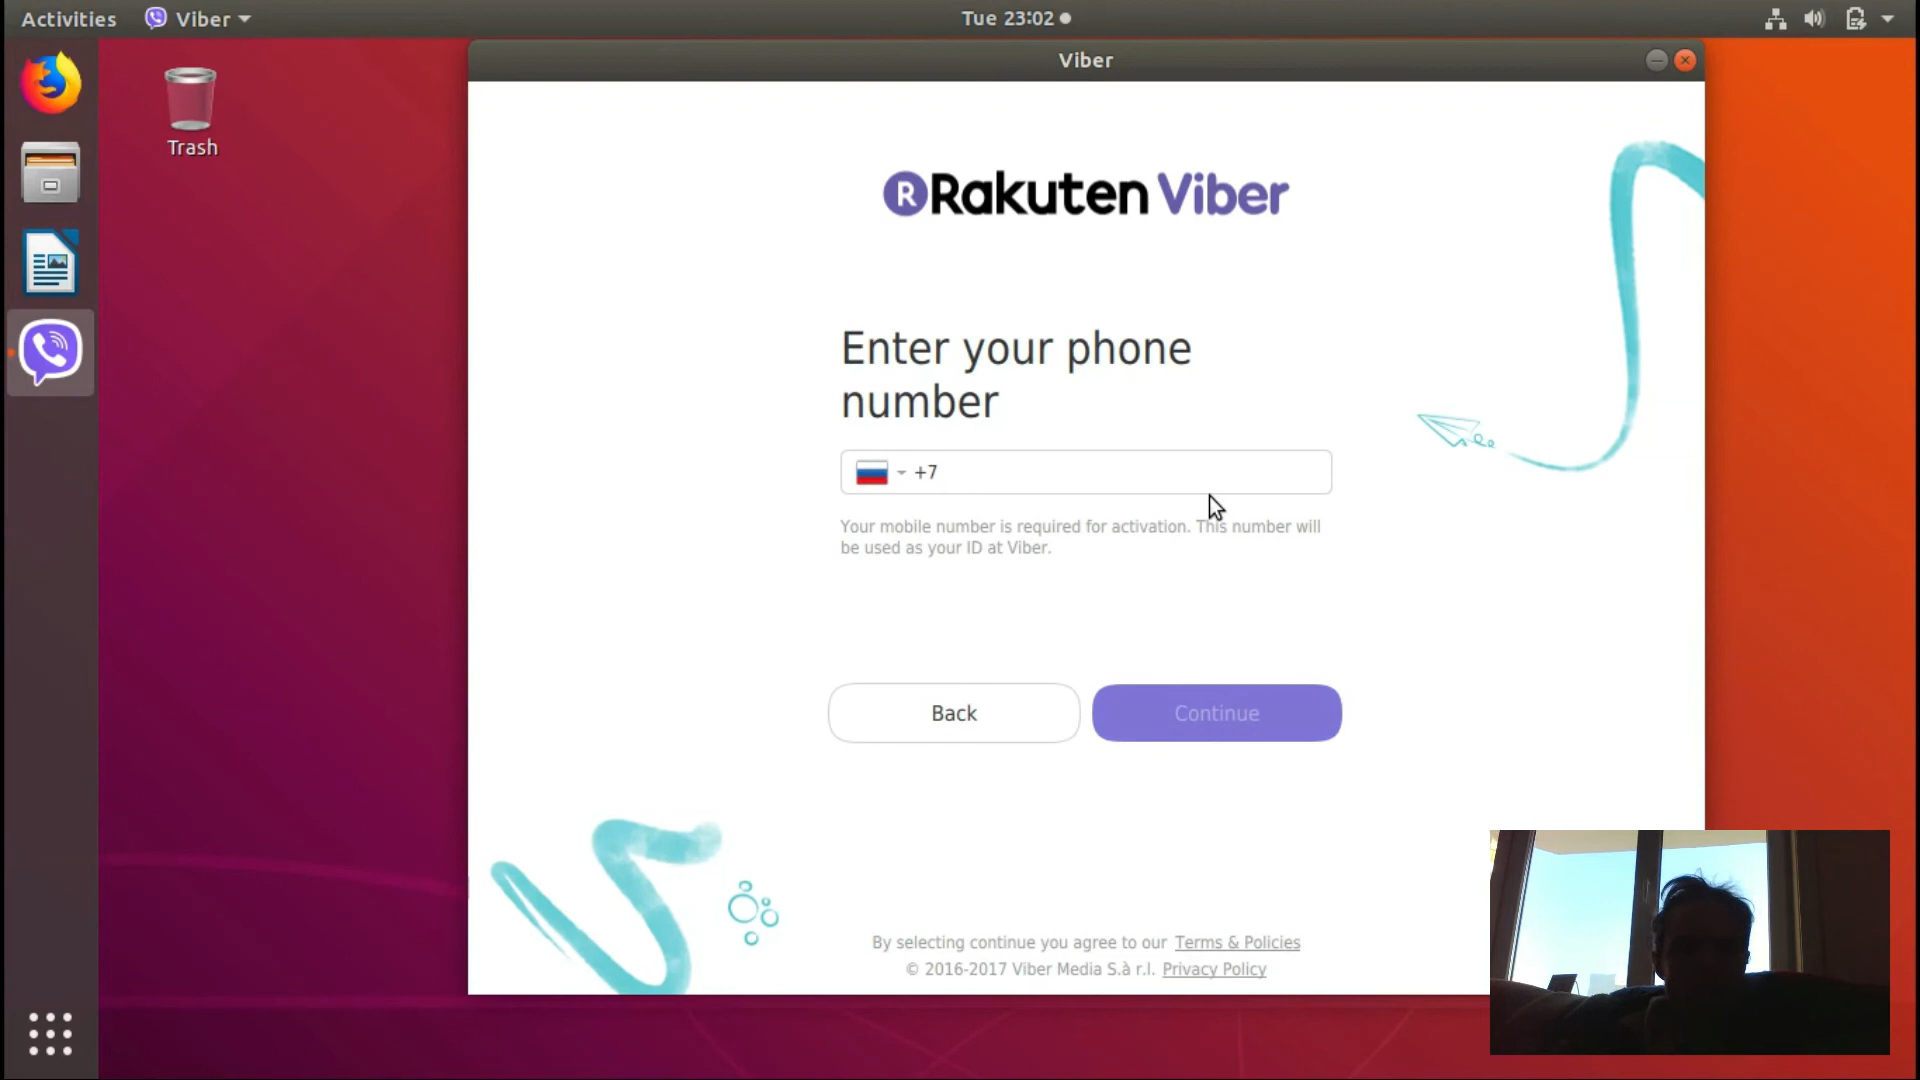 Activities
Viber
Tue 23:02
Viber
Trash
R Rakuten Viber
Enter your phone
number
+7
Your mobile number is required for activation. This number will
be used as your ID at Viber.
Back
Continue
By selecting continue you agree to our Terms & Policies
© 2016-2017 Viber Media S.à r.l. Privacy Policy